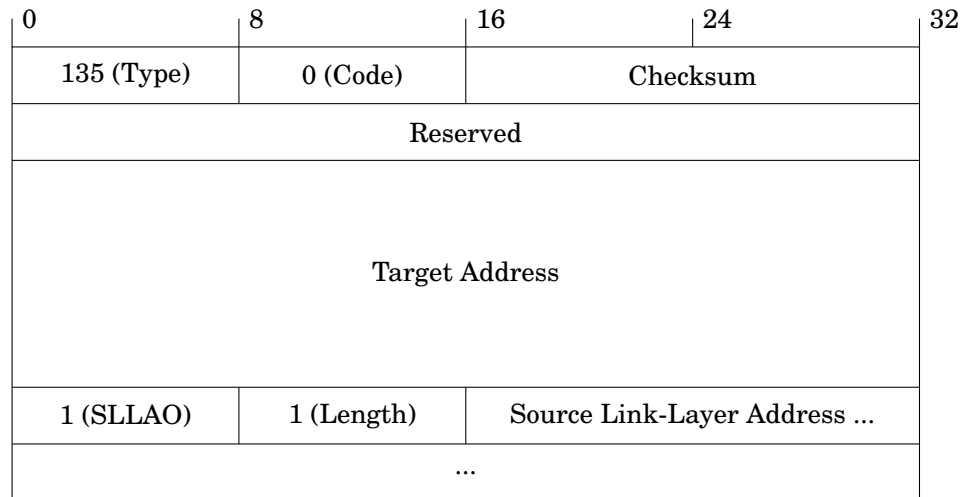 0 8 16 24 32
135 (Type) 0 (Code) Checksum
Reserved
Target Address
1 (SLLAO) 1 (Length) Source Link-Layer Address ...
...